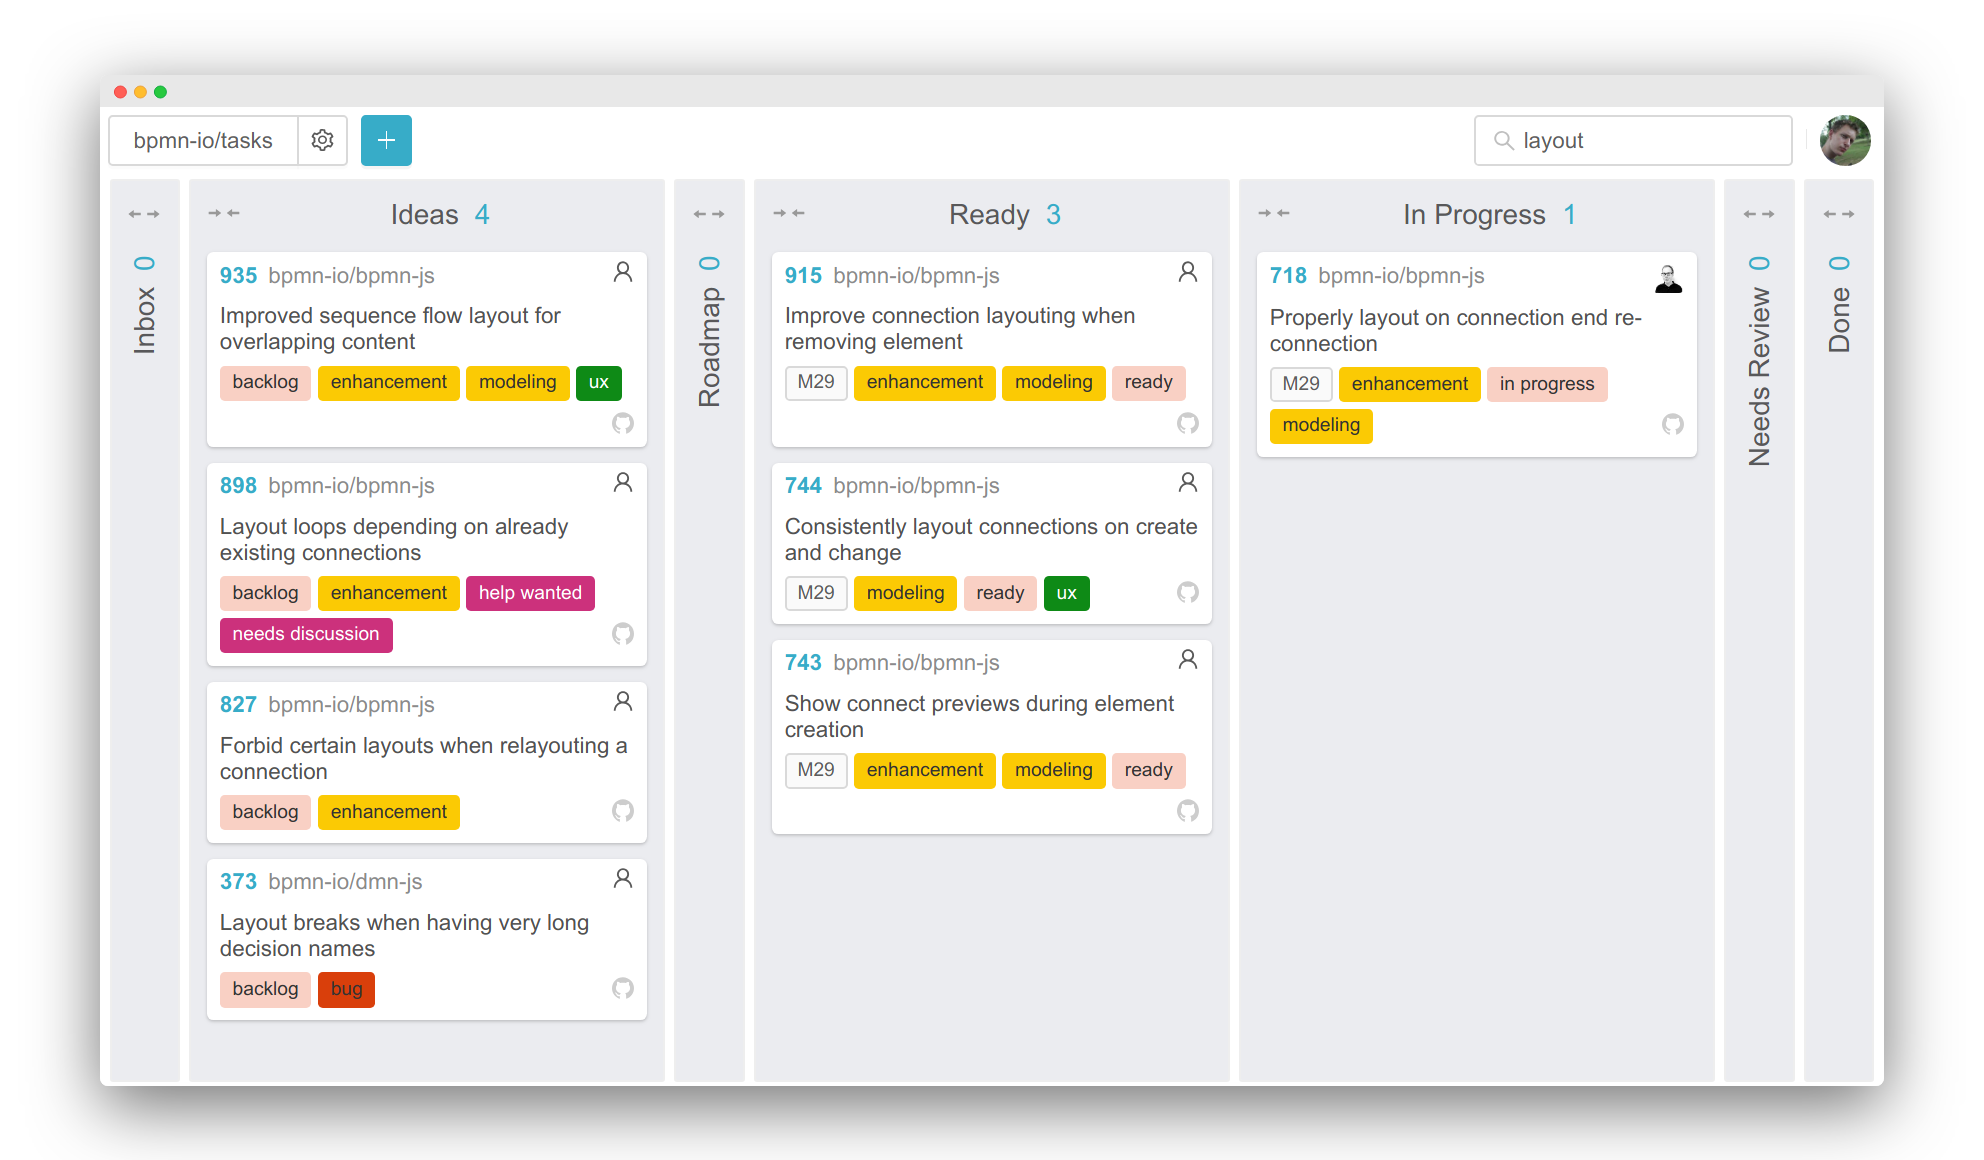 bpmn-io/tasks
layout
Inbox 0
Ideas 4
935 bpmn-io/bpmn-js
Improved sequence flow layout for
overlapping content
backlog enhancement modeling ux
898 bpmn-io/bpmn-js
Layout loops depending on already
existing connections
backlog enhancement help wanted
needs discussion
827 bpmn-io/bpmn-js
Forbid certain layouts when relayouting a
connection
backlog enhancement
373 bpmn-io/dmn-js
Layout breaks when having very long
decision names
backlog bug
Roadmap 0
Ready 3
915 bpmn-io/bpmn-js
Improve connection layouting when
removing element
M29 enhancement modeling ready
744 bpmn-io/bpmn-js
Consistently layout connections on create
and change
M29 modeling ready ux
743 bpmn-io/bpmn-js
Show connect previews during element
creation
M29 enhancement modeling ready
In Progress 1
718 bpmn-io/bpmn-js
Properly layout on connection end re-
connection
M29 enhancement in progress
modeling
Needs Review 0
Done 0